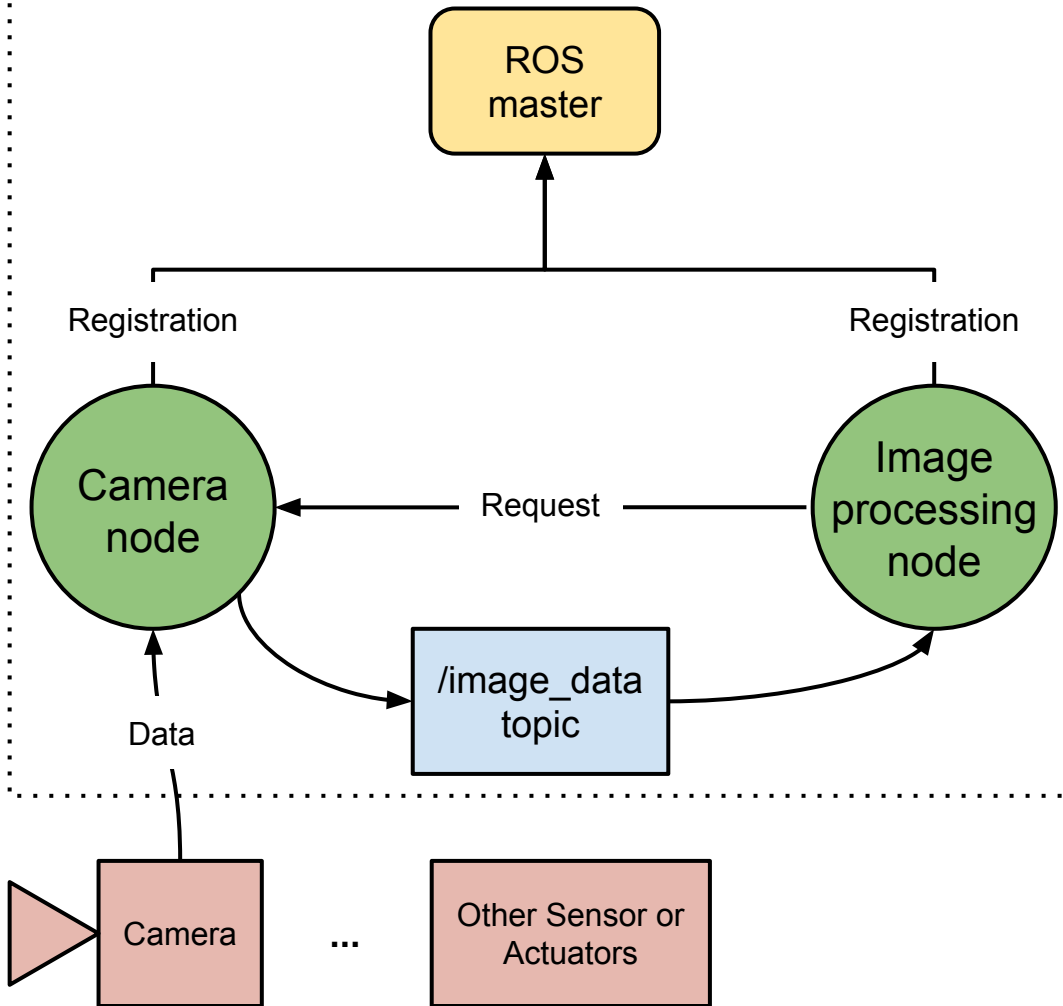 ROS
master
Registration
Registration
Camera
node
Request
Image
processing
node
/image_data
topic
Data
Camera
...
Other Sensor or
Actuators